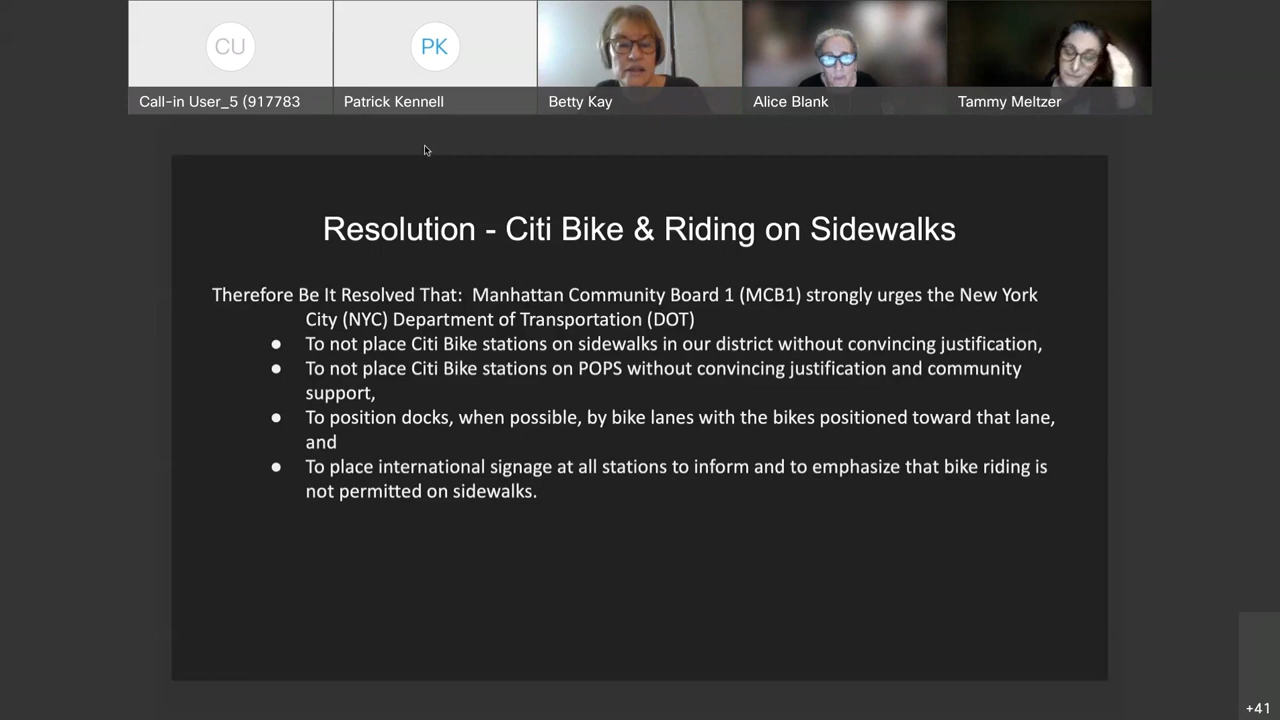 CU
PK
Call-in User_5 (917783
Patrick Kennell
Betty Kay
Alice Blank
Tammy Meltzer
Resolution - Citi Bike & Riding on Sidewalks
Therefore Be It Resolved That: Manhattan Community Board 1 (MCB1) strongly urges the New York
City (NYC) Department of Transportation (DOT)
● To not place Citi Bike stations on sidewalks in our district without convincing justification,
● To not place Citi Bike stations on POPS without convincing justification and community
support,
● To position docks, when possible, by bike lanes with the bikes positioned toward that lane,
and
● To place international signage at all stations to inform and to emphasize that bike riding is
not permitted on sidewalks.
+41